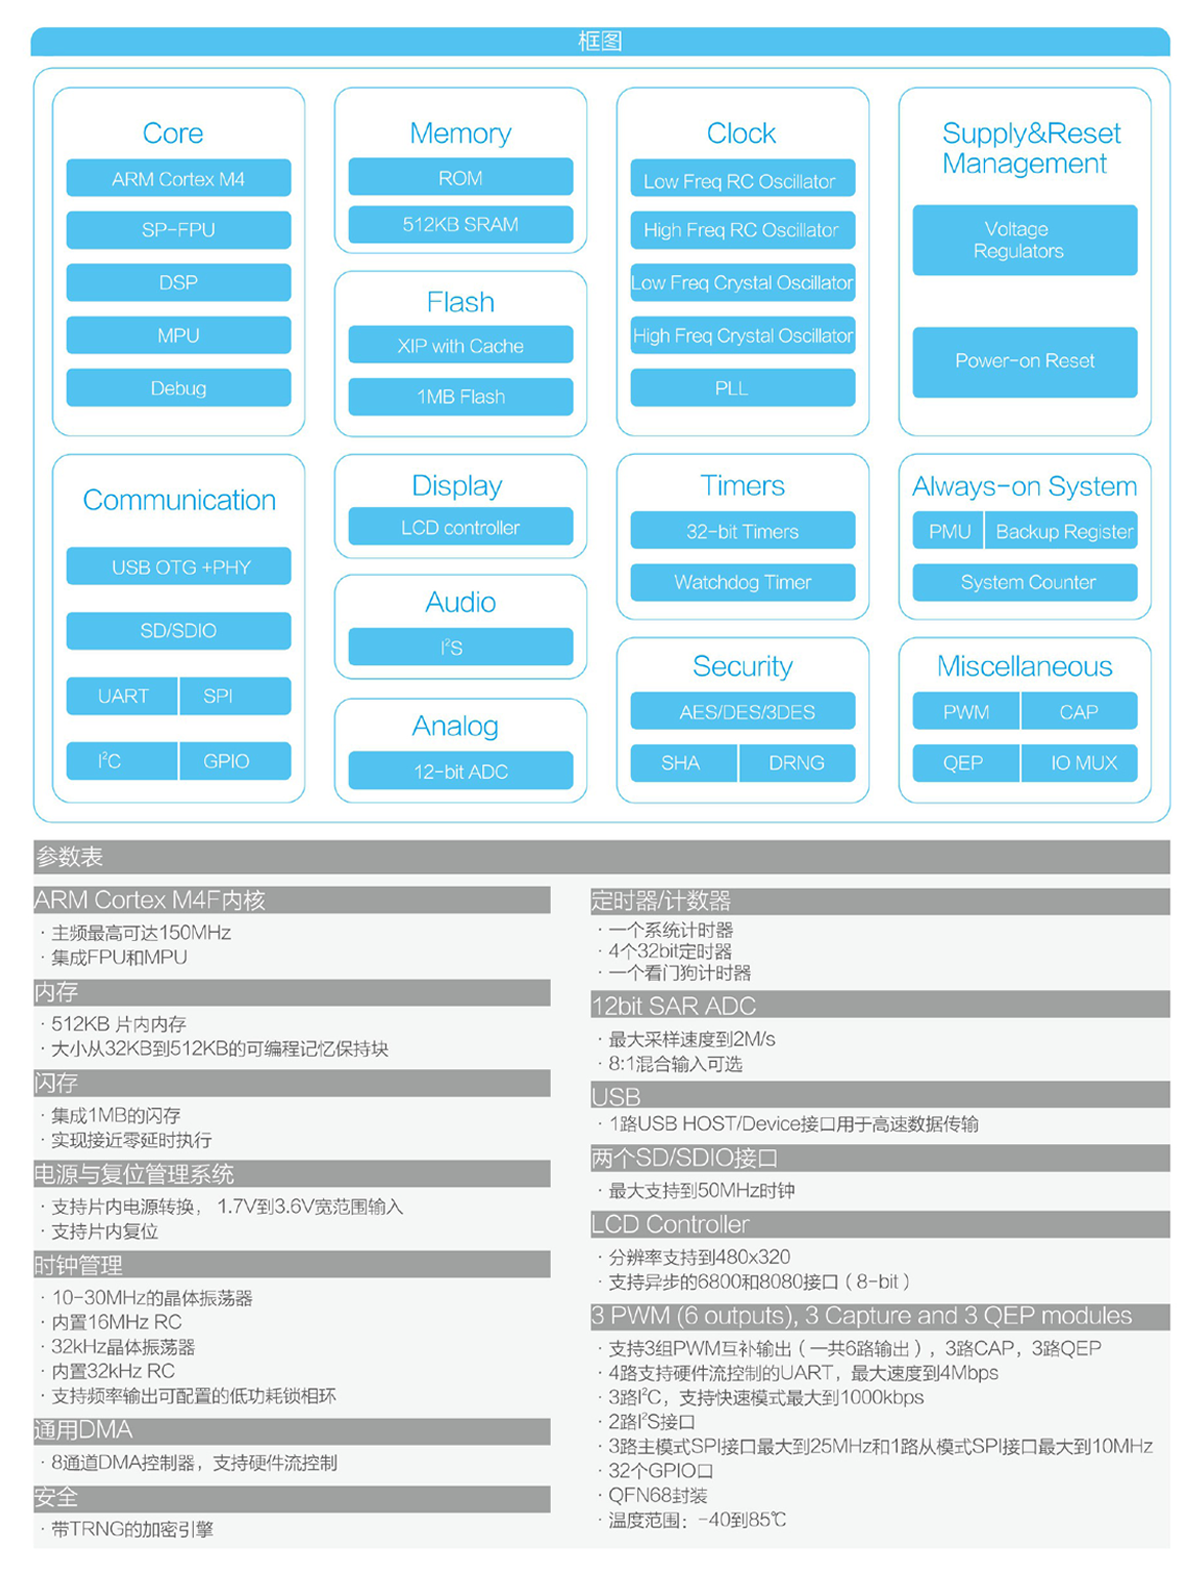 框图
Core
ARM Cortex M4
SP-FPU
DSP
MPU
Debug
Memory
ROM
512KB SRAM
Flash
XIP with Cache
1MB Flash
Clock
Low Freq RC Oscillator
High Freq RC Oscillator
Low Freq Crystal Oscillator
High Freq Crystal Oscillator
PLL
Supply&Reset
Management
Voltage
Regulators
Power-on Reset
Communication
USB OTG +PHY
SD/SDIO
UART SPI
I²C GPIO
Display
LCD controller
Audio
I²S
Analog
12-bit ADC
Timers
32-bit Timers
Watchdog Timer
Security
AES/DES/3DES
SHA DRNG
Always-on System
PMU Backup Register
System Counter
Miscellaneous
PWM CAP
QEP IO MUX
参数表
ARM Cortex M4F内核
· 主频最高可达150MHz
· 集成FPU和MPU
内存
· 512KB 片内内存
· 大小从32KB到512KB的可编程记忆保持块
闪存
· 集成1MB的闪存
· 实现接近零延时执行
电源与复位管理系统
· 支持片内电源转换， 1.7V到3.6V宽范围输入
· 支持片内复位
时钟管理
· 10-30MHz的晶体振荡器
· 内置16MHz RC
· 32kHz晶体振荡器
· 内置32kHz RC
· 支持频率输出可配置的低功耗锁相环
通用DMA
· 8通道DMA控制器，支持硬件流控制
安全
· 带TRNG的加密引擎
定时器/计数器
· 一个系统计时器
· 4个32bit定时器
· 一个看门狗计时器
12bit SAR ADC
· 最大采样速度到2M/s
· 8:1混合输入可选
USB
· 1路USB HOST/Device接口用于高速数据传输
两个SD/SDIO接口
· 最大支持到50MHz时钟
LCD Controller
· 分辨率支持到480x320
· 支持异步的6800和8080接口（8-bit）
3 PWM (6 outputs), 3 Capture and 3 QEP modules
· 支持3组PWM互补输出（一共6路输出），3路CAP，3路QEP
· 4路支持硬件流控制的UART，最大速度到4Mbps
· 3路I²C，支持快速模式最大到1000kbps
· 2路I²S接口
· 3路主模式SPI接口最大到25MHz和1路从模式SPI接口最大到10MHz
· 32个GPIO口
· QFN68封装
· 温度范围：-40到85℃